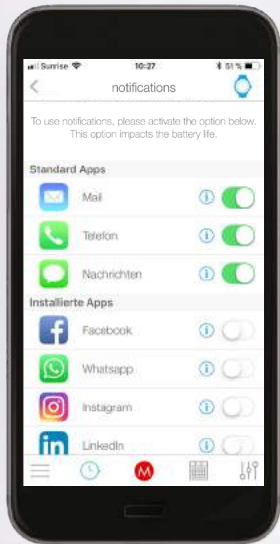 Sunrise 10:27 51 %
notifications
To use notifications, please activate the option below.
This option impacts the battery life.
Standard Apps
Mail
Telefon
Nachrichten
Installierte Apps
Facebook
Whatsapp
Instagram
in LinkedIn
M